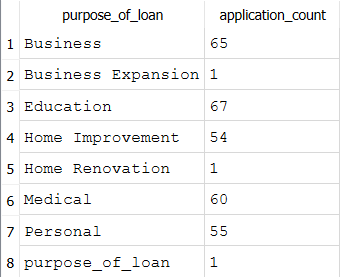 purpose_of_loan application_count
1 Business 65
2 Business Expansion 1
3 Education 67
4 Home Improvement 54
5 Home Renovation 1
6 Medical 60
7 Personal 55
8 purpose_of_loan 1